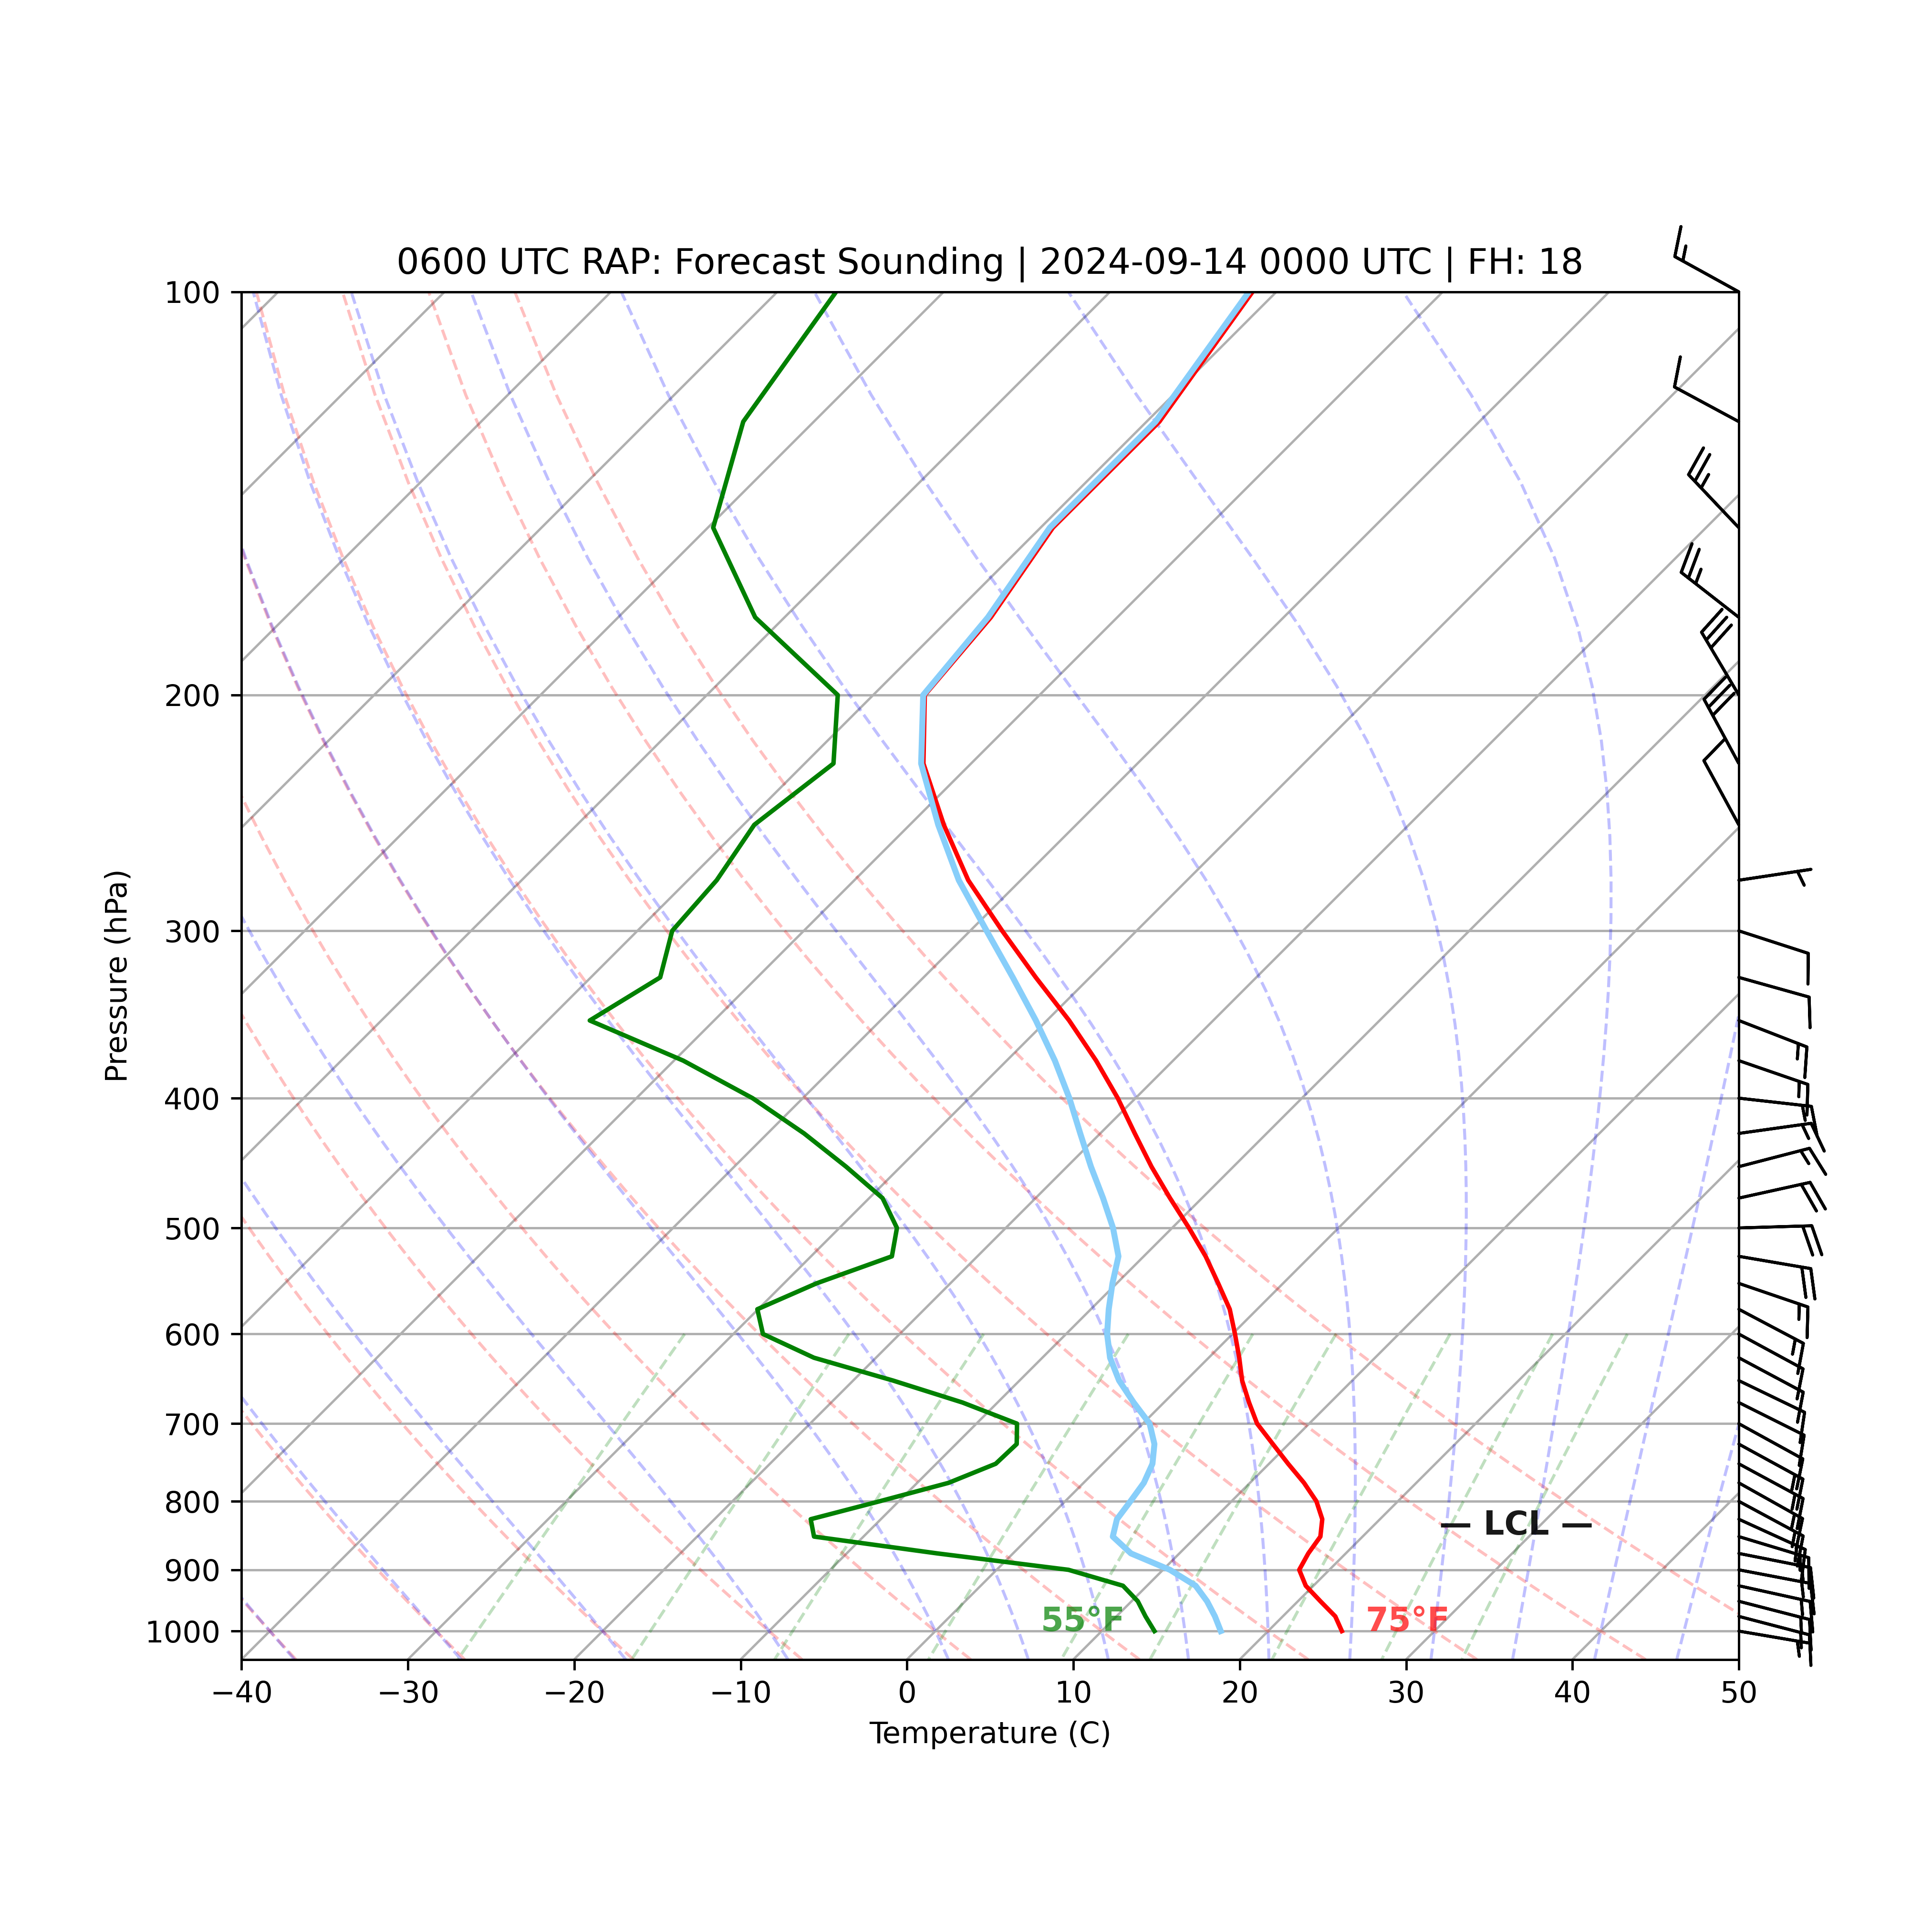 0600 UTC RAP: Forecast Sounding | 2024-09-14 0000 UTC | FH: 18
100
200
300
400
500
600
700
800
900
1000
Pressure (hPa)
— LCL —
55°F
75°F
−40 −30 −20 −10 0 10 20 30 40 50
Temperature (C)